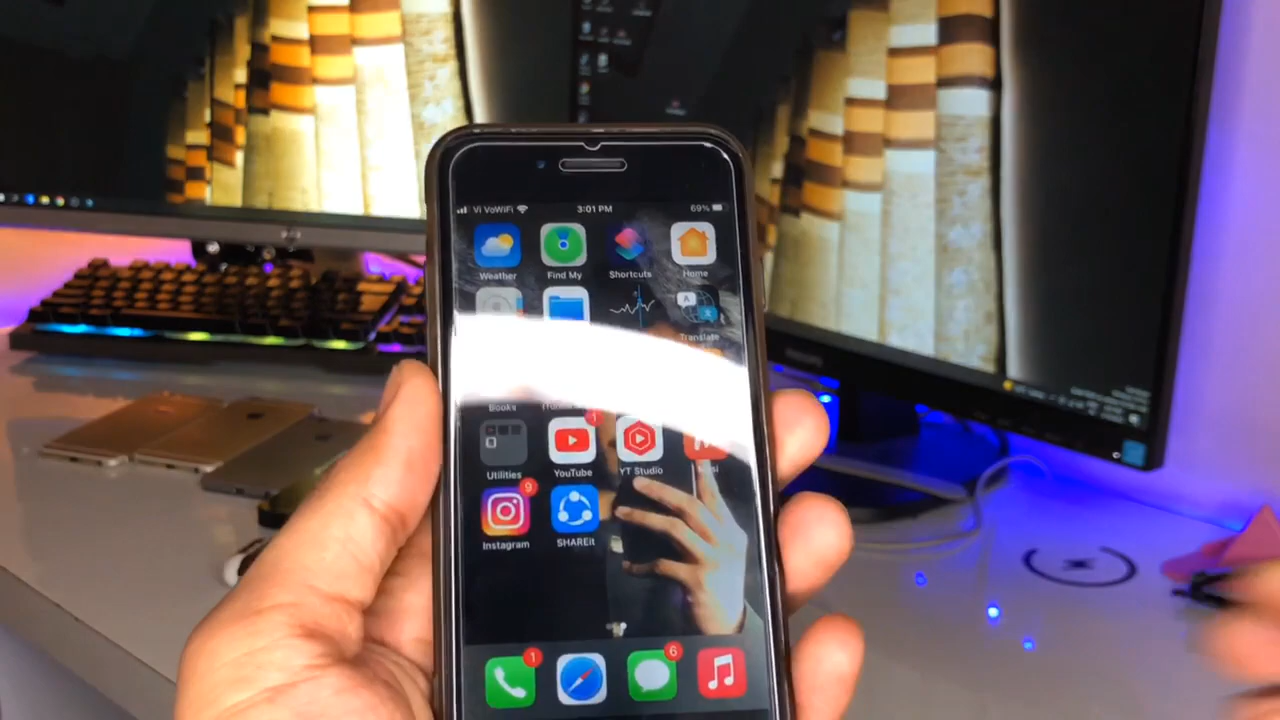 Vi VoWiFi 3:01 PM 69%
Weather Find My Shortcuts Home
A
Translate
Books
1
Utilities YouTube YT Studio
9
Instagram SHAREit
1 6